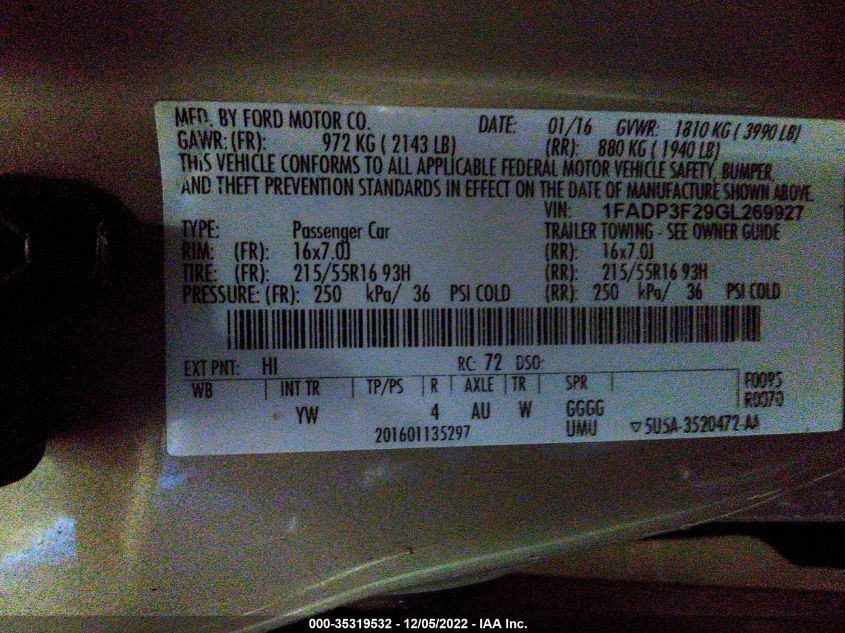 MFD. BY FORD MOTOR CO. DATE: 01/16 GVWR: 1810 KG ( 3990 LB)
GAWR: (FR): 972 KG ( 2143 LB) (RR): 880 KG ( 1940 LB)
THIS VEHICLE CONFORMS TO ALL APPLICABLE FEDERAL MOTOR VEHICLE SAFETY, BUMPER,
AND THEFT PREVENTION STANDARDS IN EFFECT ON THE DATE OF MANUFACTURE SHOWN ABOVE.
VIN: 1FADP3F29GL269927
TYPE: Passenger Car TRAILER TOWING - SEE OWNER GUIDE
RIM: (FR): 16x7.0J (RR): 16x7.0J
TIRE: (FR): 215/55R16 93H (RR): 215/55R16 93H
PRESSURE: (FR): 250 kPa/ 36 PSI COLD (RR): 250 kPa/ 36 PSI COLD
EXT PNT: HI RC: 72 DSO:
WB INT TR TP/PS R AXLE TR SPR F0095
R0070
YW 4 AU W GGGG
201601135297 UMU ▽5U5A-3520472-AA
000-35319532 - 12/05/2022 - IAA Inc.